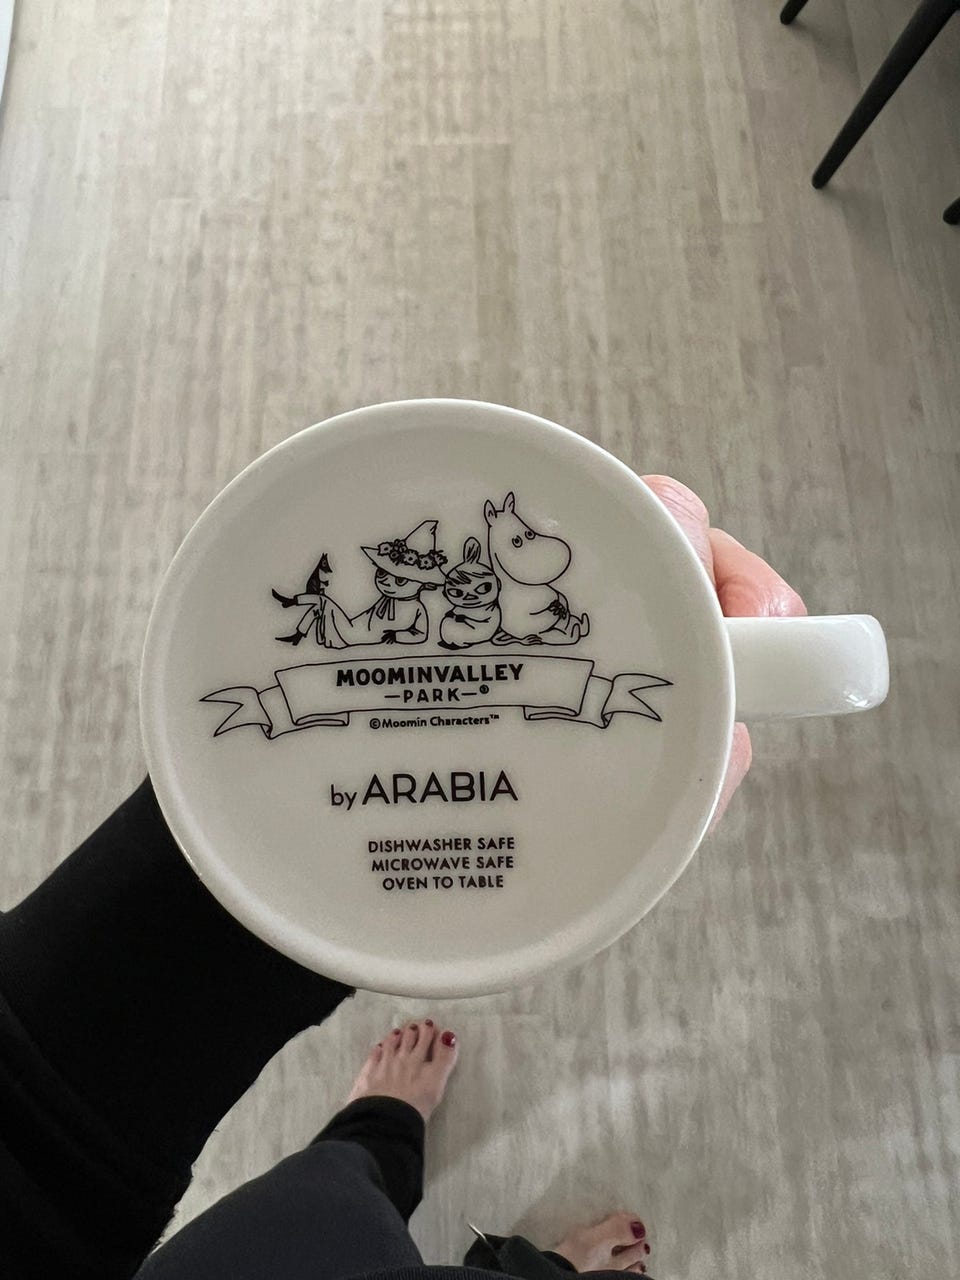 MOOMINVALLEY
—PARK—®
©Moomin Characters™
by ARABIA
DISHWASHER SAFE
MICROWAVE SAFE
OVEN TO TABLE